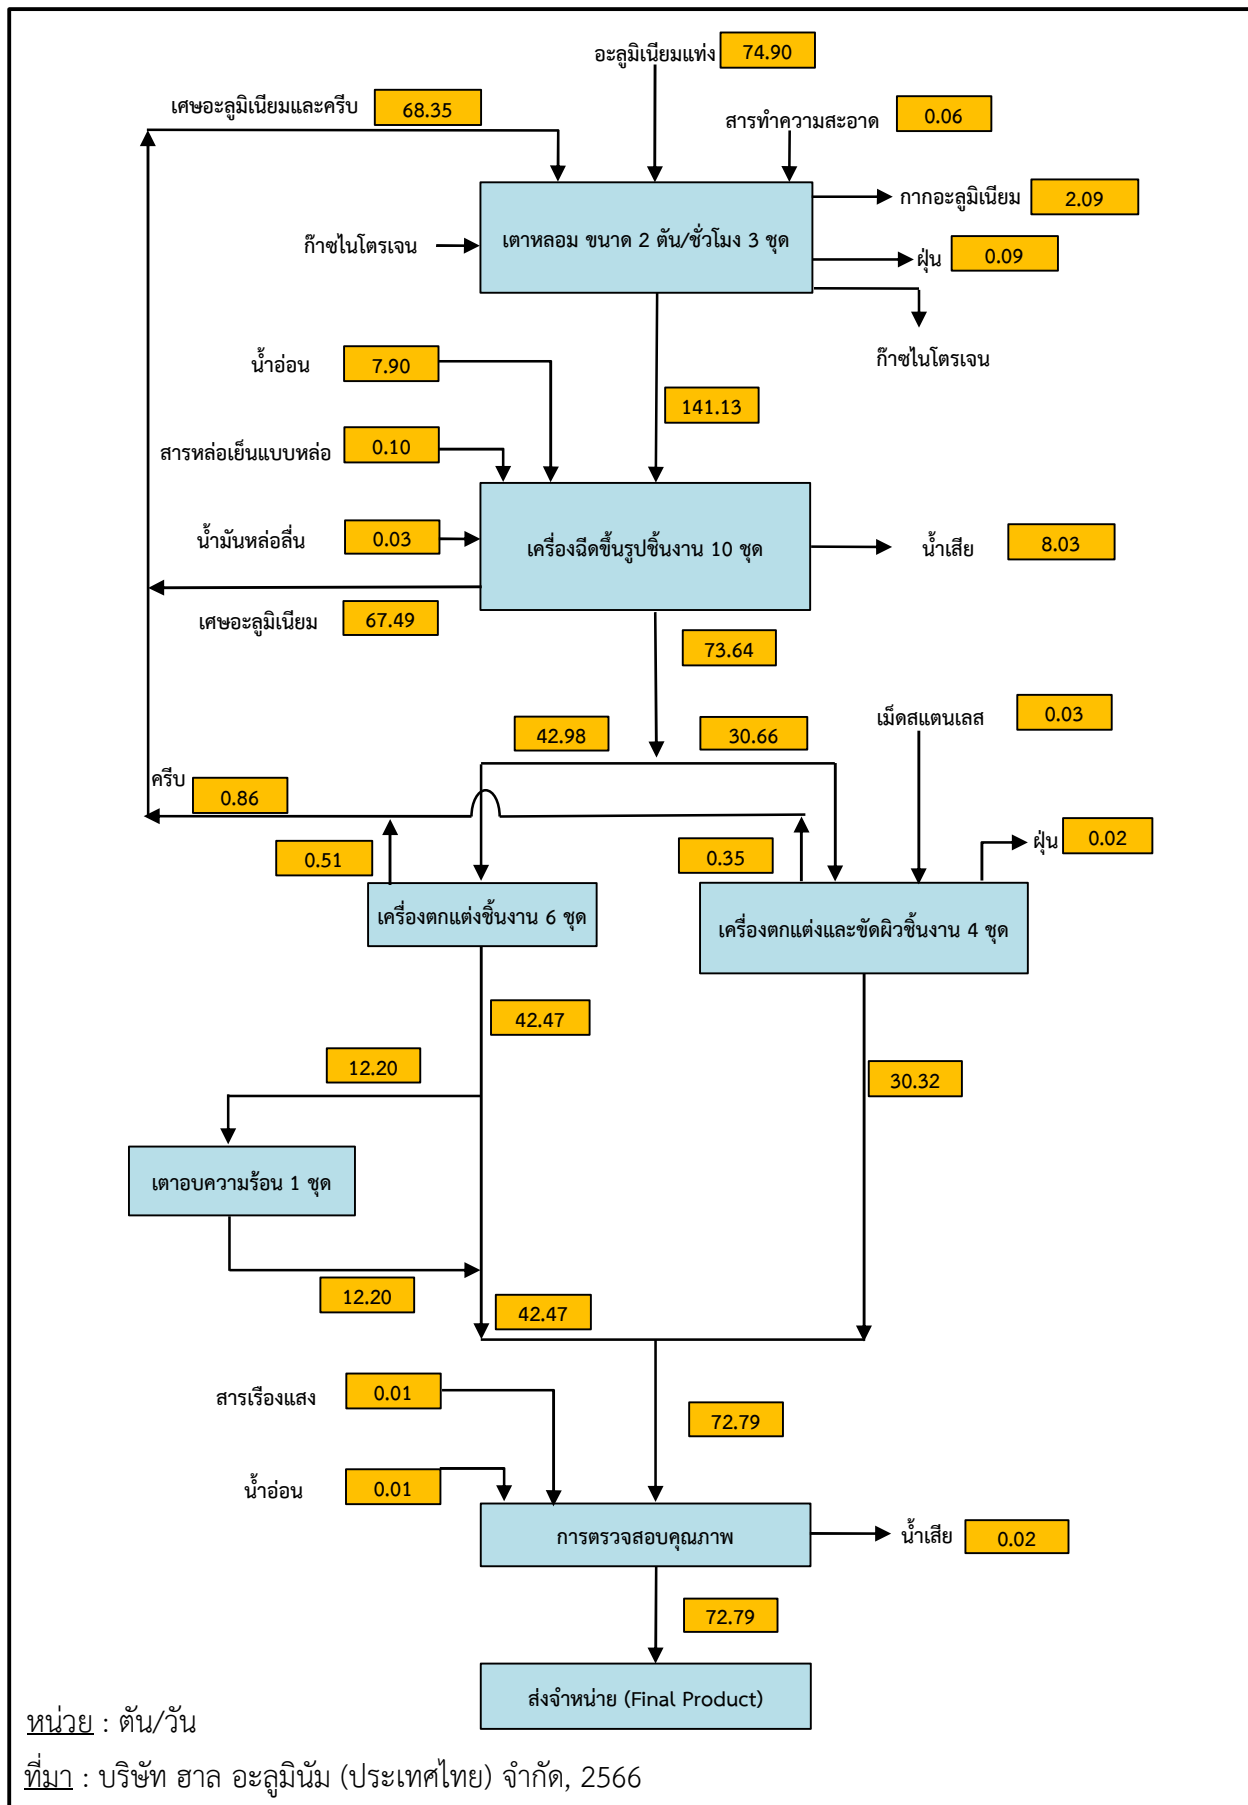 อะลูมิเนียมแท่ง 74.90
เศษอะลูมิเนียมและครีบ 68.35
สารทำความสะอาด 0.06
กากอะลูมิเนียม 2.09
ก๊าซไนโตรเจน
เตาหลอม ขนาด 2 ตัน/ชั่วโมง 3 ชุด
ฝุ่น 0.09
ก๊าซไนโตรเจน
น้ำอ่อน 7.90
141.13
สารหล่อเย็นแบบหล่อ 0.10
น้ำมันหล่อลื่น 0.03
เครื่องฉีดขึ้นรูปชิ้นงาน 10 ชุด
น้ำเสีย 8.03
เศษอะลูมิเนียม 67.49
73.64
เม็ดสแตนเลส 0.03
42.98
30.66
ครีบ 0.86
0.51
0.35
ฝุ่น 0.02
เครื่องตกแต่งชิ้นงาน 6 ชุด
เครื่องตกแต่งและขัดผิวชิ้นงาน 4 ชุด
42.47
12.20
30.32
เตาอบความร้อน 1 ชุด
12.20
42.47
สารเรืองแสง 0.01
72.79
น้ำอ่อน 0.01
การตรวจสอบคุณภาพ
น้ำเสีย 0.02
72.79
ส่งจำหน่าย (Final Product)
หน่วย : ตัน/วัน
ที่มา : บริษัท ฮาล อะลูมินัม (ประเทศไทย) จำกัด, 2566